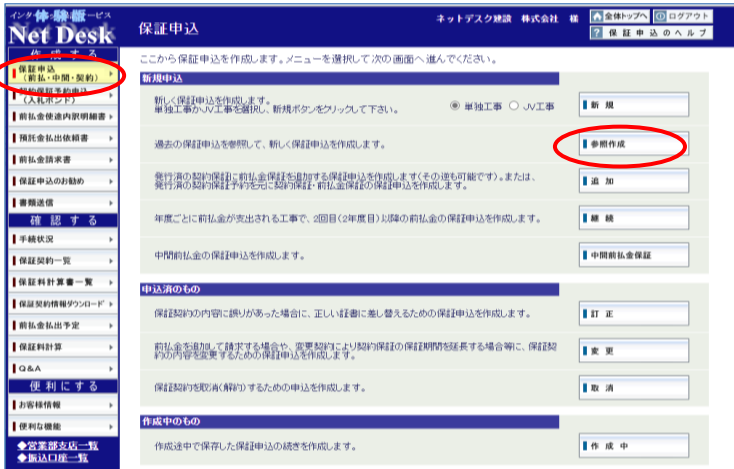 インタ 体験版 ービス
Net Desk
保証申込
ネットデスク建設 株式会社 様
全体トップへ
ログアウト
保証申込のヘルプ
作成する
保証申込
(前払・中間・契約)
契約保証予約申込
(入札ボンド)
前払金使途内訳明細書
預託金払出依頼書
前払金請求書
保証申込のお勧め
書類送信
確認する
手続状況
保証契約一覧
保証料計算書一覧
保証契約情報ダウンロード
前払金払出予定
保証料計算
Q&A
便利にする
お客様情報
便利な機能
◆営業部支店一覧
◆振込口座一覧
ここから保証申込を作成します。メニューを選択して次の画面へ進んでください。
新規申込
新しく保証申込を作成します。
単独工事かJV工事を選択し、新規ボタンをクリックして下さい。
単独工事 JV工事
新 規
過去の保証申込を参照して、新しく保証申込を作成します。
参照作成
発行済の契約保証に前払金保証を追加する保証申込を作成します(その逆も可能です)。または、
発行済の契約保証予約を元に契約保証・前払金保証の保証申込を作成します。
追 加
年度ごとに前払金が支出される工事で、2回目(2年度目)以降の前払金の保証申込を作成します。
継 続
中間前払金の保証申込を作成します。
中間前払金保証
申込済のもの
保証契約の内容に誤りがあった場合に、正しい証書に差し替えるための保証申込を作成します。
訂 正
前払金を追加して請求する場合や、変更契約により契約保証の保証期間を延長する場合等に、保証契
約の内容を変更するための保証申込を作成します。
変 更
保証契約を取消(解約)するための申込を作成します。
取 消
作成中のもの
作成途中で保存した保証申込の続きを作成します。
作 成 中